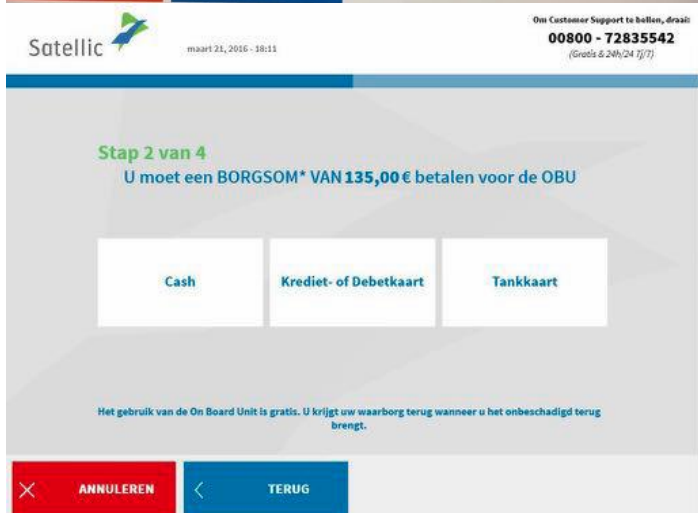 Om Customer Support te bellen, draai:
00800 - 72835542
(Gratis & 24h/24 7j/7)
Satellic
maart 21, 2016 - 18:11
Stap 2 van 4
U moet een BORGSOM* VAN 135,00 € betalen voor de OBU
Cash
Krediet- of Debetkaart
Tankkaart
Het gebruik van de On Board Unit is gratis. U krijgt uw waarborg terug wanneer u het onbeschadigd terug
brengt.
ANNULEREN
TERUG